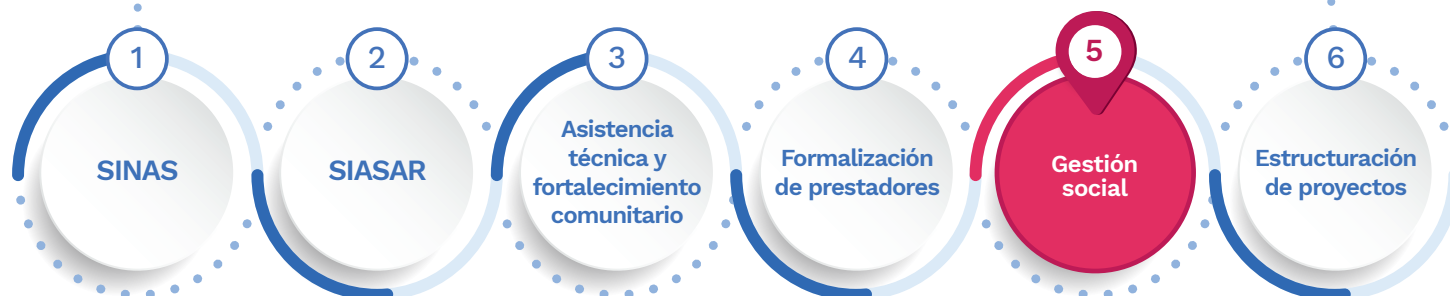 1
SINAS
2
SIASAR
3
Asistencia
técnica y
fortalecimiento
comunitario
4
Formalización
de prestadores
5
Gestión
social
6
Estructuración
de proyectos